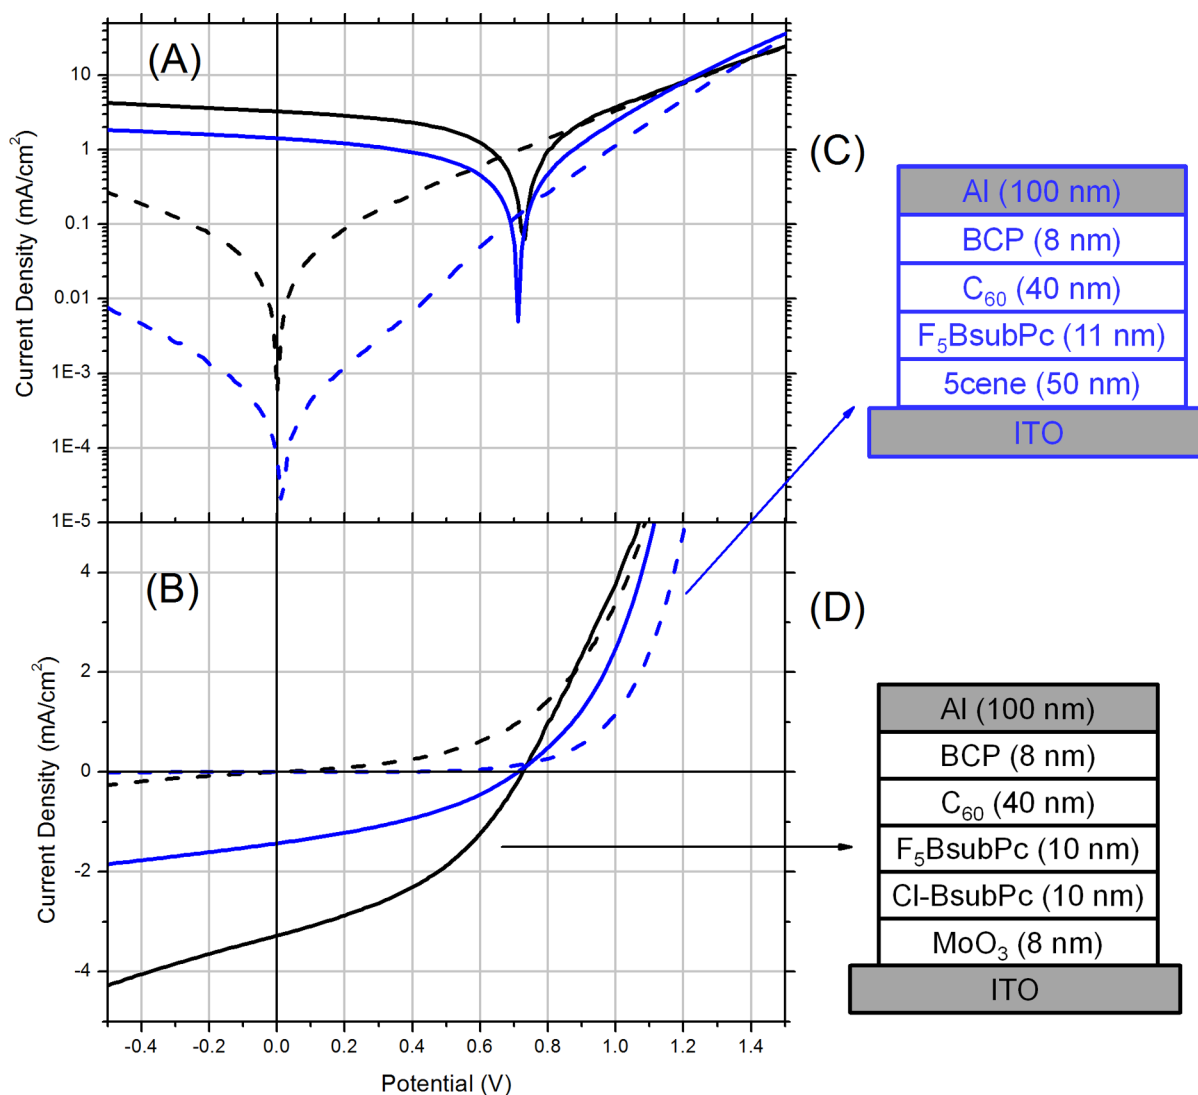 (A)
10
1
0.1
0.01
1E-3
1E-4
1E-5
Current Density (mA/cm²)
(B)
4
2
0
-2
-4
Current Density (mA/cm²)
-0.4 -0.2 0.0 0.2 0.4 0.6 0.8 1.0 1.2 1.4
Potential (V)
(C)
Al (100 nm)
BCP (8 nm)
C₆₀ (40 nm)
F₅BsubPc (11 nm)
5cene (50 nm)
ITO
(D)
Al (100 nm)
BCP (8 nm)
C₆₀ (40 nm)
F₅BsubPc (10 nm)
Cl-BsubPc (10 nm)
MoO₃ (8 nm)
ITO